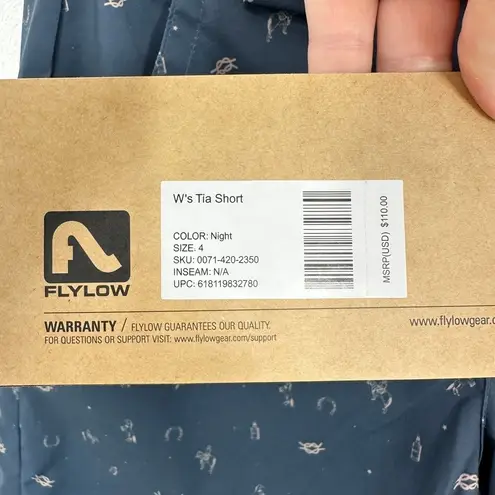 W's Tia Short
COLOR: Night
SIZE: 4
SKU: 0071-420-2350
INSEAM: N/A
UPC: 618119832780
MSRP(USD) $110.00
FLYLOW
WARRANTY / FLYLOW GUARANTEES OUR QUALITY.
FOR QUESTIONS OR SUPPORT VISIT: www.flylowgear.com/support
www.flylowgear.com